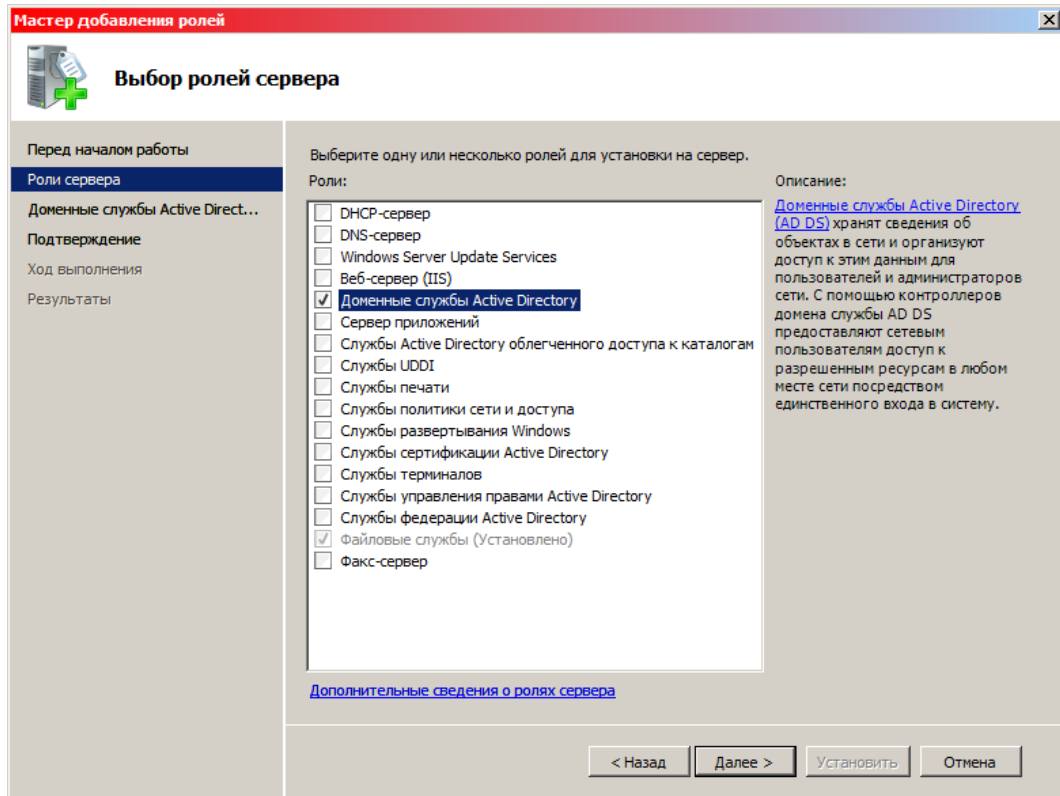 Мастер добавления ролей
Выбор ролей сервера
Перед началом работы
Роли сервера
Доменные службы Active Direct...
Подтверждение
Ход выполнения
Результаты
Выберите одну или несколько ролей для установки на сервер.
Роли:
DHCP-сервер
DNS-сервер
Windows Server Update Services
Веб-сервер (IIS)
Доменные службы Active Directory
Сервер приложений
Службы Active Directory облегченного доступа к каталогам
Службы UDDI
Службы печати
Службы политики сети и доступа
Службы развертывания Windows
Службы сертификации Active Directory
Службы терминалов
Службы управления правами Active Directory
Службы федерации Active Directory
Файловые службы (Установлено)
Факс-сервер
Дополнительные сведения о ролях сервера
Описание:
Доменные службы Active Directory
(AD DS) хранят сведения об
объектах в сети и организуют
доступ к этим данным для
пользователей и администраторов
сети. С помощью контроллеров
домена службы AD DS
предоставляют сетевым
пользователям доступ к
разрешенным ресурсам в любом
месте сети посредством
единственного входа в систему.
< Назад
Далее >
Установить
Отмена